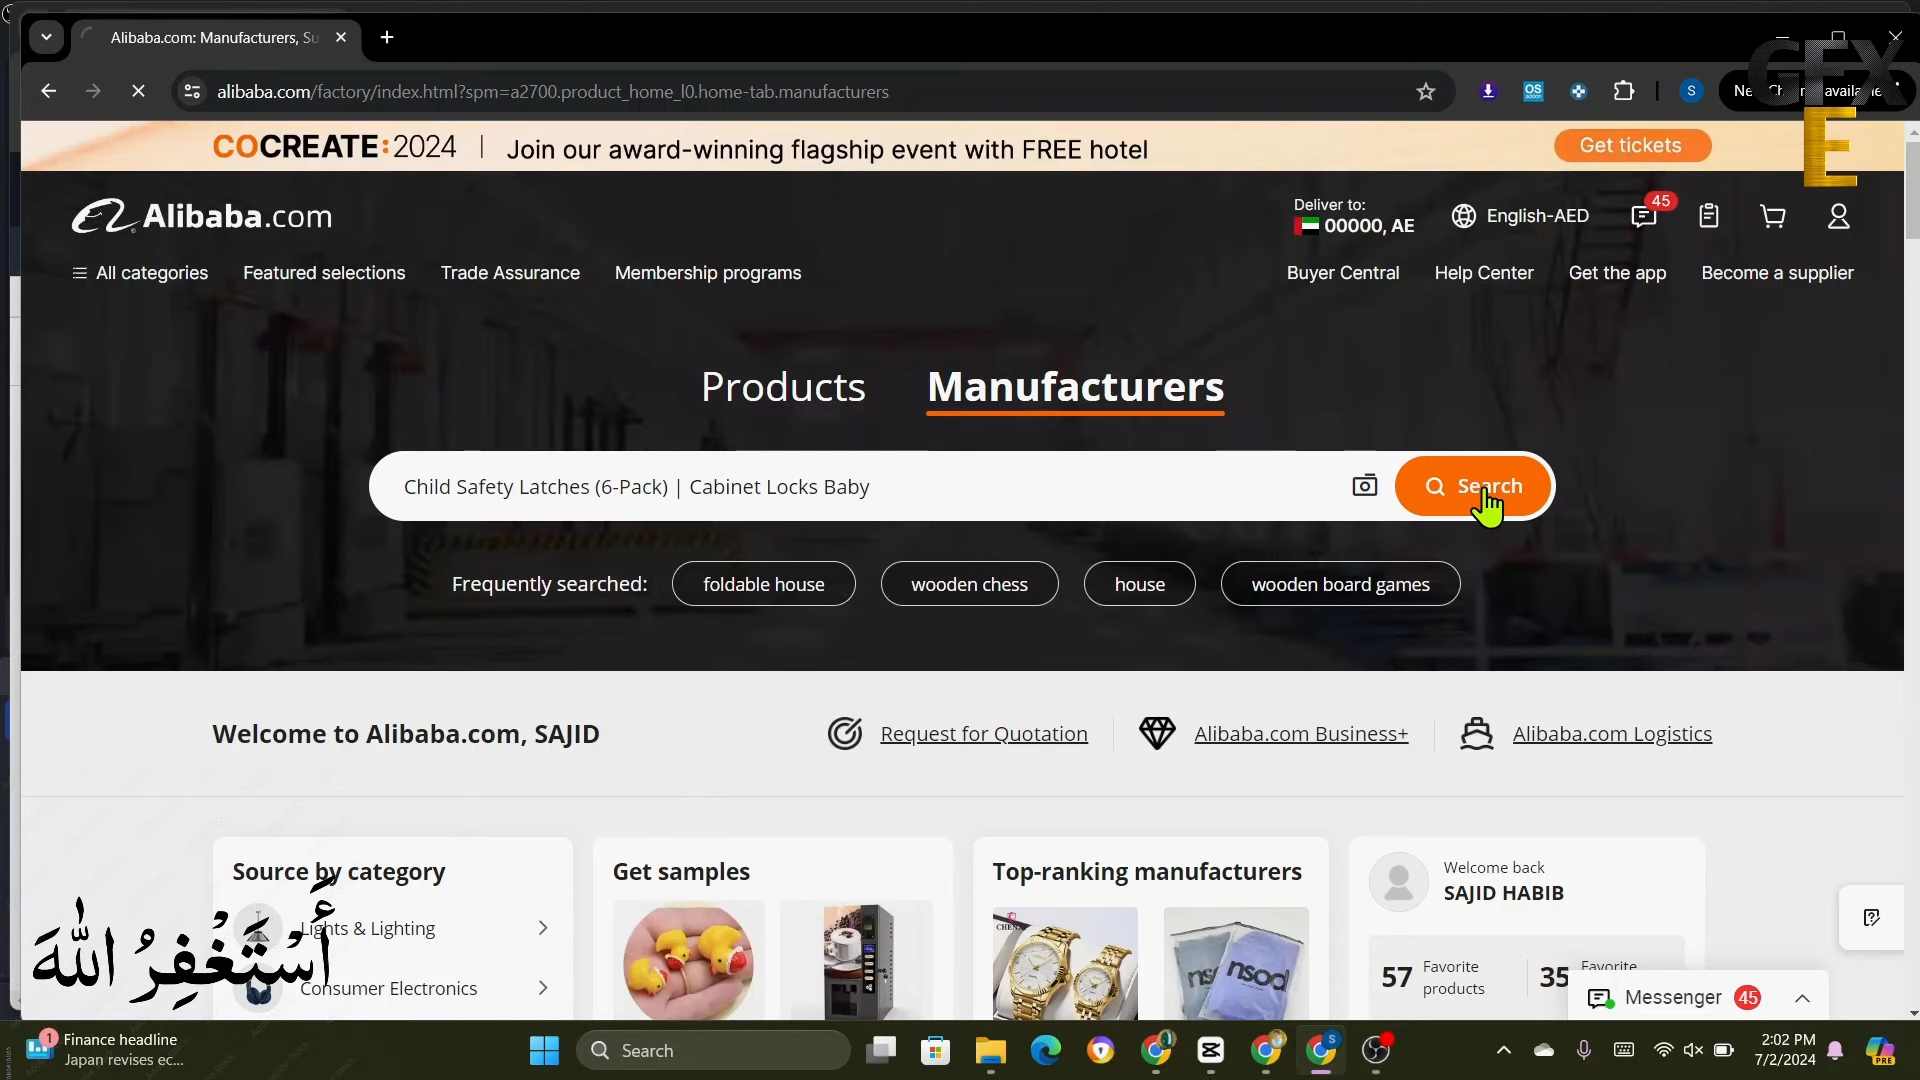 Alibaba.com: Manufacturers, Su
alibaba.com/factory/index.html?spm=a2700.product_home_l0.home-tab.manufacturers
GFX
E
COCREATE:2024 | Join our award-winning flagship event with FREE hotel
Get tickets
Alibaba.com
Deliver to:
00000, AE
English-AED
45
All categories
Featured selections
Trade Assurance
Membership programs
Buyer Central
Help Center
Get the app
Become a supplier
Products
Manufacturers
Child Safety Latches (6-Pack) | Cabinet Locks Baby
Search
Frequently searched:
foldable house
wooden chess
house
wooden board games
Welcome to Alibaba.com, SAJID
Request for Quotation
Alibaba.com Business+
Alibaba.com Logistics
Source by category
Lights & Lighting
Consumer Electronics
Get samples
Top-ranking manufacturers
nsod
Welcome back
SAJID HABIB
57 Favorite products
35 Favorite
Messenger 45
أَسْتَغْفِرُ اللهَ
1
Finance headline
Japan revises ec...
Search
2:02 PM
7/2/2024
PRE